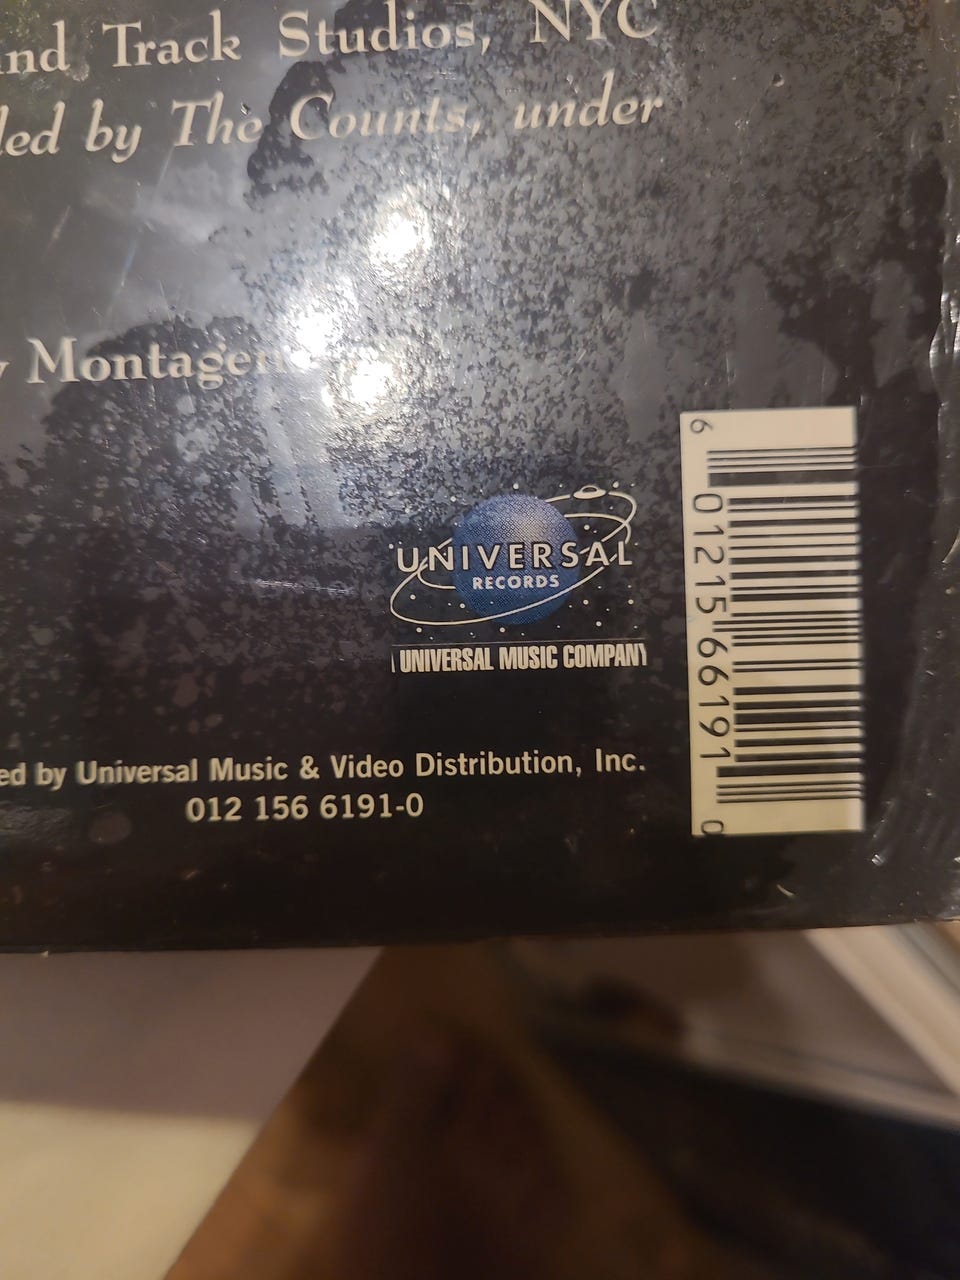 nd Track Studios, NYC
led by The Counts, under
Montage
UNIVERSAL
RECORDS
UNIVERSAL MUSIC COMPANY
ed by Universal Music & Video Distribution, Inc.
012 156 6191-0
6 01215 66191 0